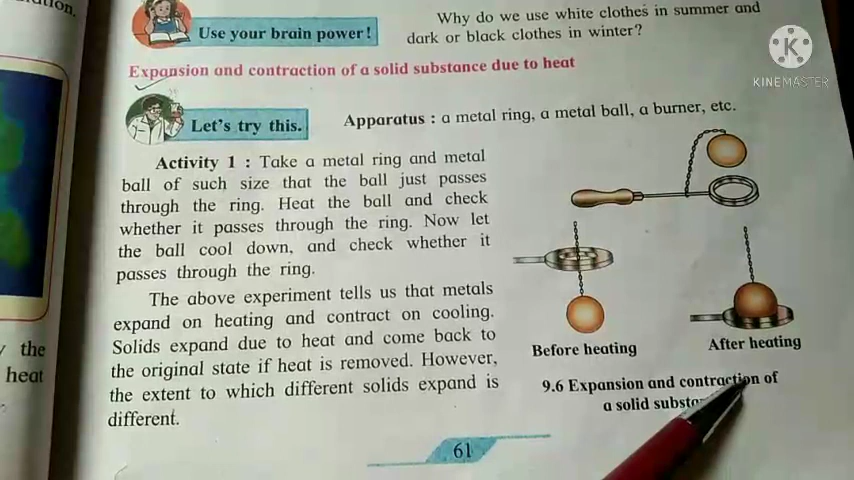 Use your brain power!
Why do we use white clothes in summer and
dark or black clothes in winter?
KINEMASTER
Expansion and contraction of a solid substance due to heat
Let's try this.
Apparatus : a metal ring, a metal ball, a burner, etc.
Activity 1 : Take a metal ring and metal
ball of such size that the ball just passes
through the ring. Heat the ball and check
whether it passes through the ring. Now let
the ball cool down, and check whether it
passes through the ring.
The above experiment tells us that metals
expand on heating and contract on cooling.
Solids expand due to heat and come back to
the original state if heat is removed. However,
the extent to which different solids expand is
different.
Before heating
After heating
9.6 Expansion and contraction of
a solid
the
heat
61